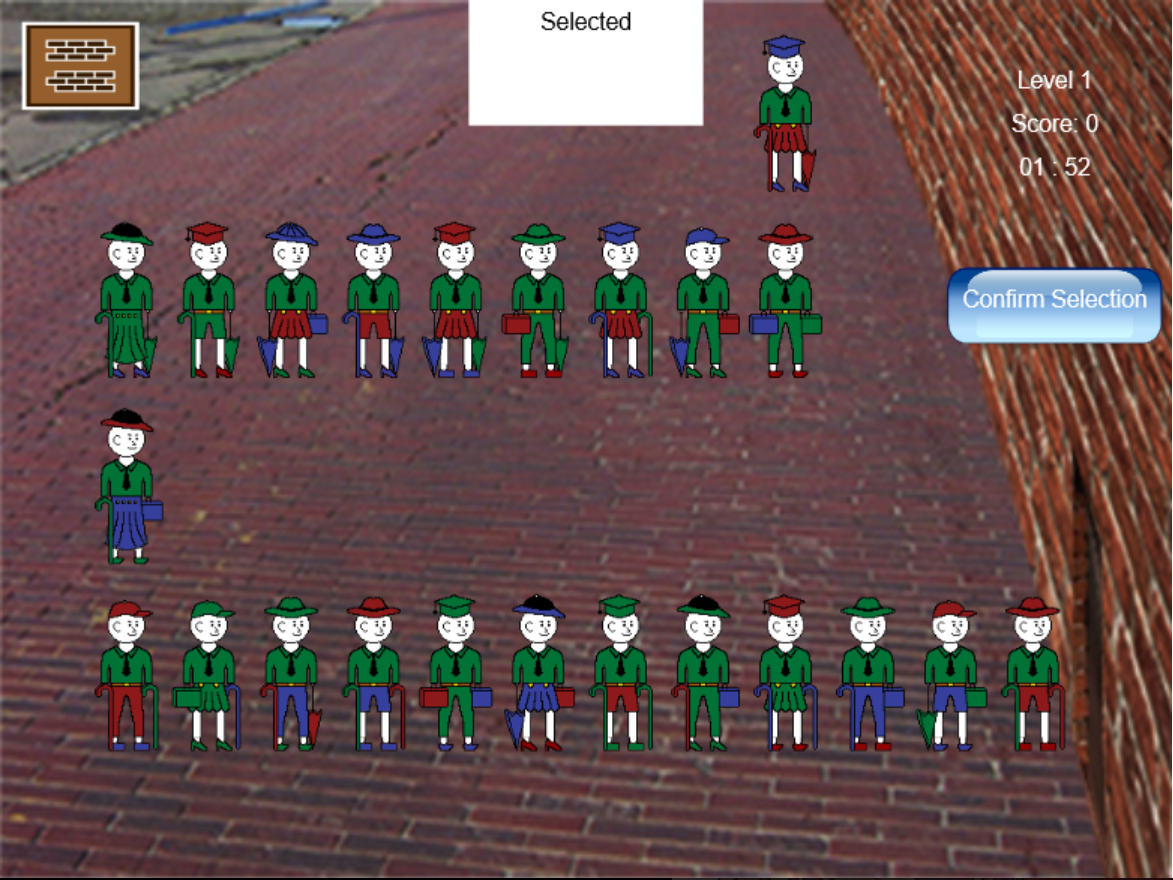 Selected
Level 1
Score: 0
01 : 52
Confirm Selection